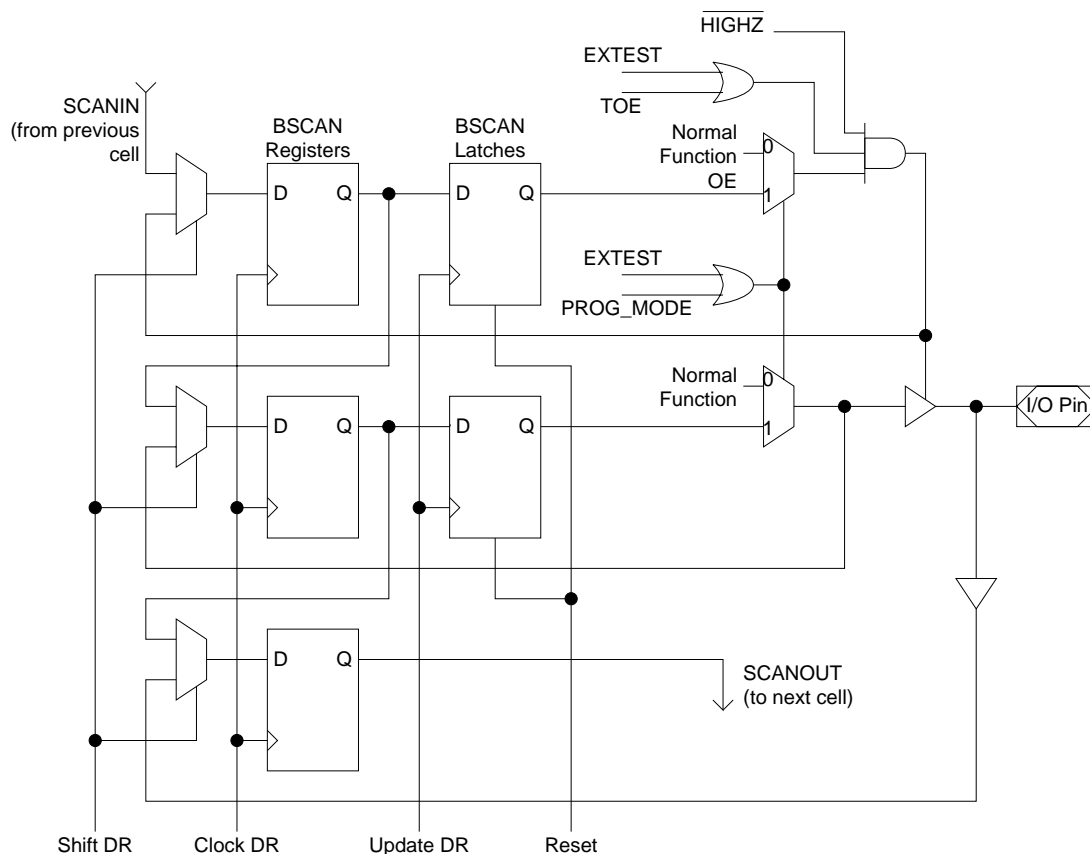 HIGHZ
EXTEST
TOE
SCANIN
(from previous
cell)
BSCAN
Registers
BSCAN
Latches
Normal
Function
OE
0
1
D
Q
D
Q
EXTEST
PROG_MODE
Normal
Function
0
1
I/O Pin
D
Q
D
Q
D
Q
SCANOUT
(to next cell)
Shift DR
Clock DR
Update DR
Reset